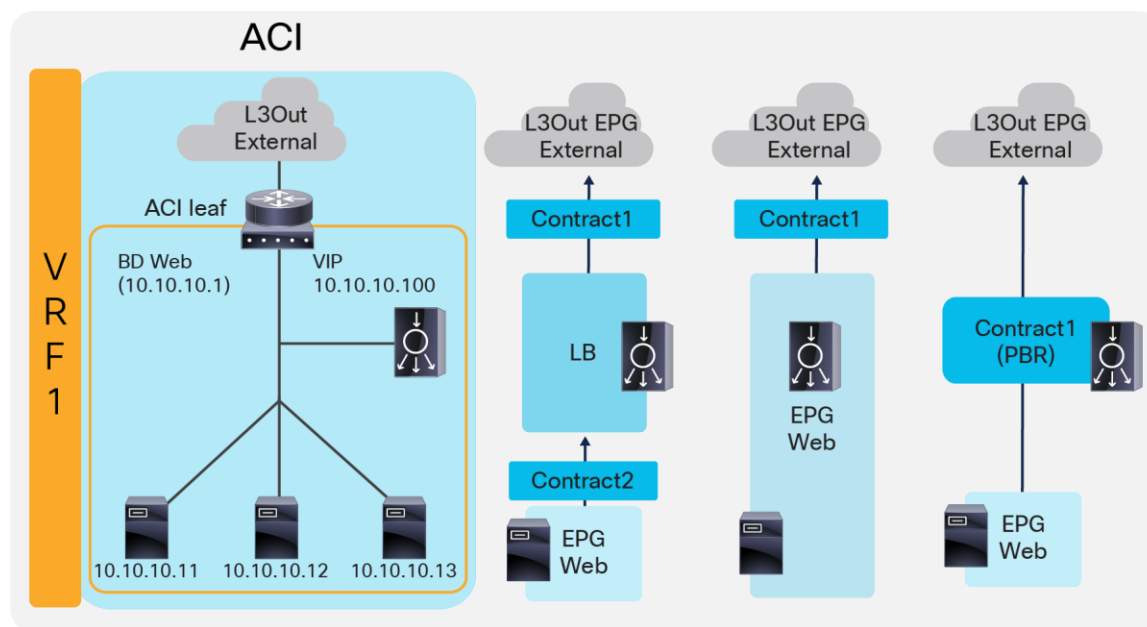 ACI
VRF1
L3Out
External
ACI leaf
BD Web
(10.10.10.1)
VIP
10.10.10.100
10.10.10.11
10.10.10.12
10.10.10.13
L3Out EPG
External
Contract1
LB
Contract2
EPG
Web
L3Out EPG
External
Contract1
EPG
Web
L3Out EPG
External
Contract1
(PBR)
EPG
Web